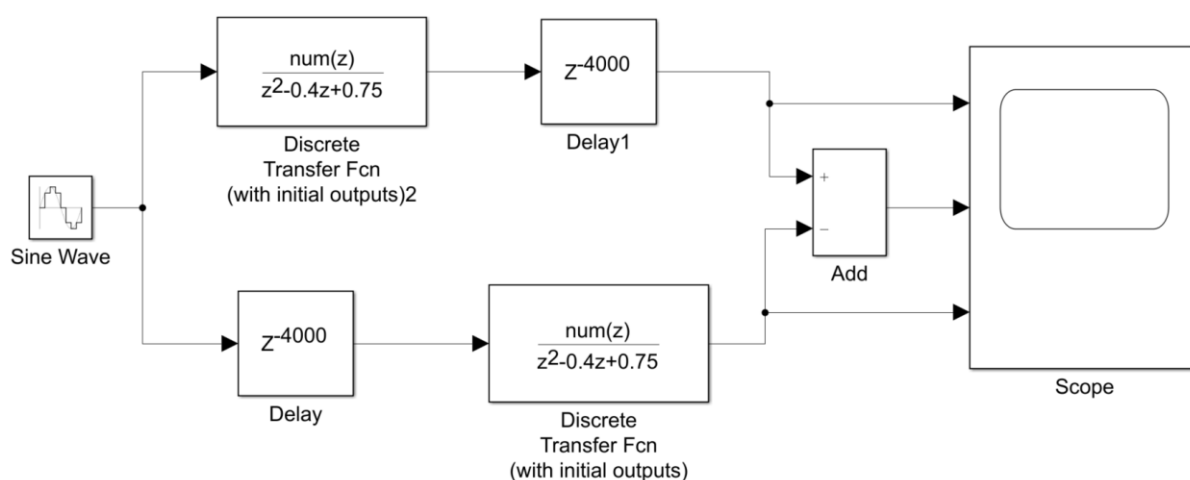 num(z)
z²-0.4z+0.75
Discrete
Transfer Fcn
(with initial outputs)2
Z⁻⁴⁰⁰⁰
Delay1
Sine Wave
+
−
Add
Z⁻⁴⁰⁰⁰
Delay
num(z)
z²-0.4z+0.75
Discrete
Transfer Fcn
(with initial outputs)
Scope